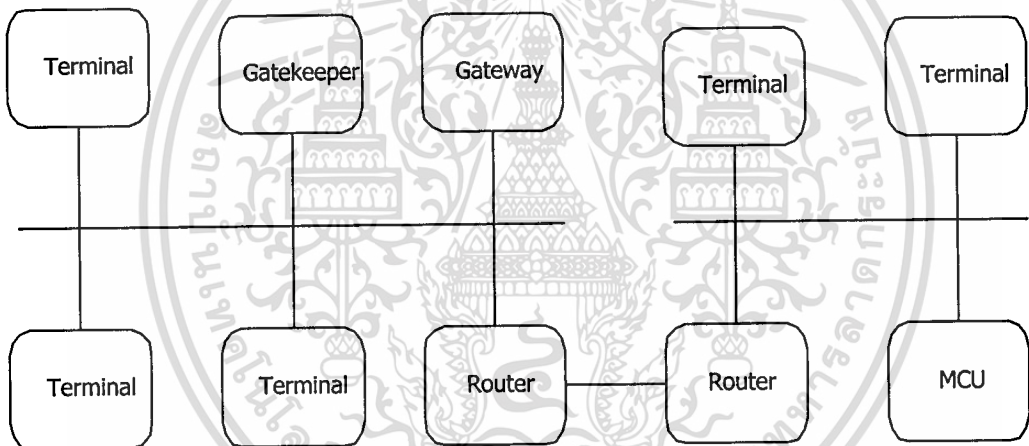 Terminal
Gatekeeper
Gateway
Terminal
Terminal
Terminal
Terminal
Router
Router
MCU